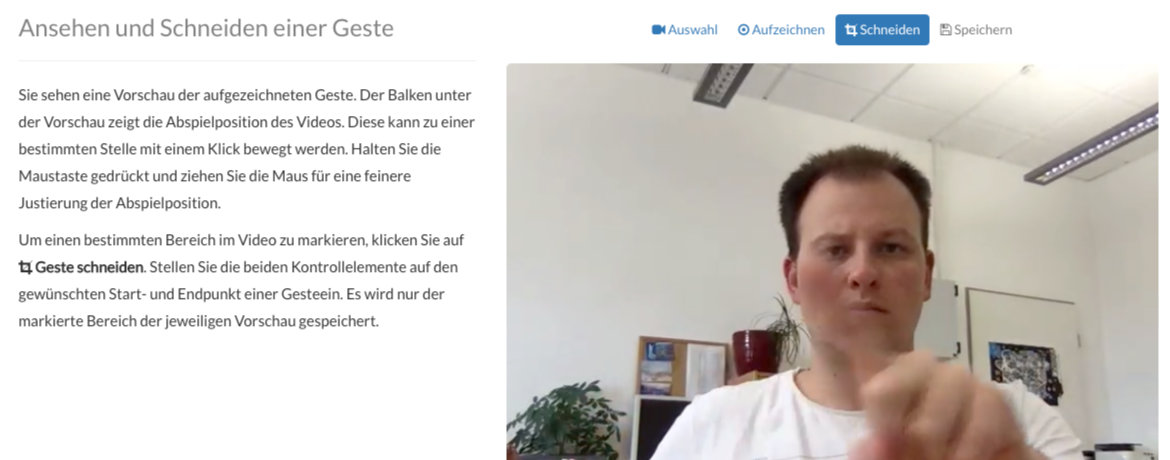 Ansehen und Schneiden einer Geste
Auswahl Aufzeichnen Schneiden Speichern
Sie sehen eine Vorschau der aufgezeichneten Geste. Der Balken unter
der Vorschau zeigt die Abspielposition des Videos. Diese kann zu einer
bestimmten Stelle mit einem Klick bewegt werden. Halten Sie die
Maustaste gedrückt und ziehen Sie die Maus für eine feinere
Justierung der Abspielposition.
Um einen bestimmten Bereich im Video zu markieren, klicken Sie auf
Geste schneiden. Stellen Sie die beiden Kontrollelemente auf den
gewünschten Start- und Endpunkt einer Gesteein. Es wird nur der
markierte Bereich der jeweiligen Vorschau gespeichert.